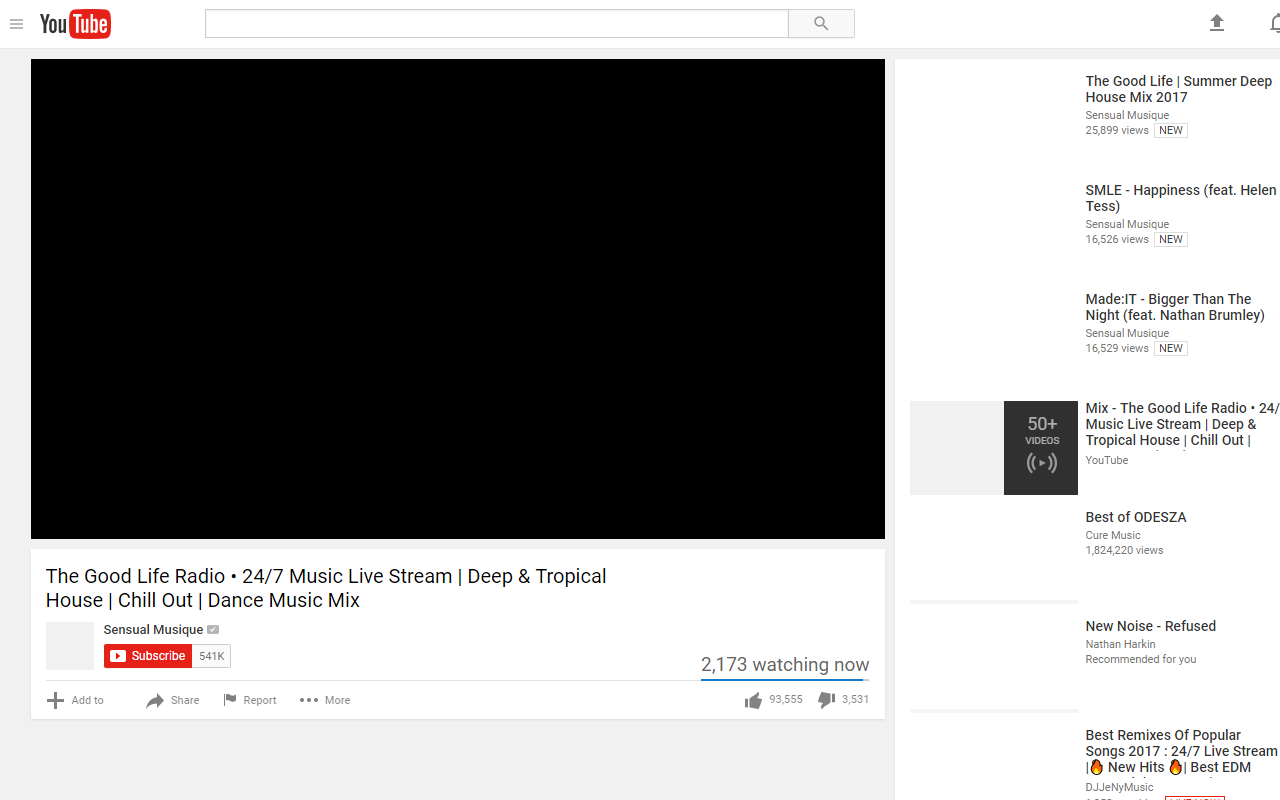 YouTube
The Good Life | Summer Deep
House Mix 2017
Sensual Musique
25,899 views NEW
SMLE - Happiness (feat. Helen
Tess)
Sensual Musique
16,526 views NEW
Made:IT - Bigger Than The
Night (feat. Nathan Brumley)
Sensual Musique
16,529 views NEW
50+
VIDEOS
Mix - The Good Life Radio • 24/
Music Live Stream | Deep &
Tropical House | Chill Out |
YouTube
Best of ODESZA
Cure Music
1,824,220 views
New Noise - Refused
Nathan Harkin
Recommended for you
Best Remixes Of Popular
Songs 2017 : 24/7 Live Stream
|🔥 New Hits 🔥| Best EDM
DJJeNyMusic
The Good Life Radio • 24/7 Music Live Stream | Deep & Tropical
House | Chill Out | Dance Music Mix
Sensual Musique
Subscribe 541K
2,173 watching now
Add to Share Report More 93,555 3,531